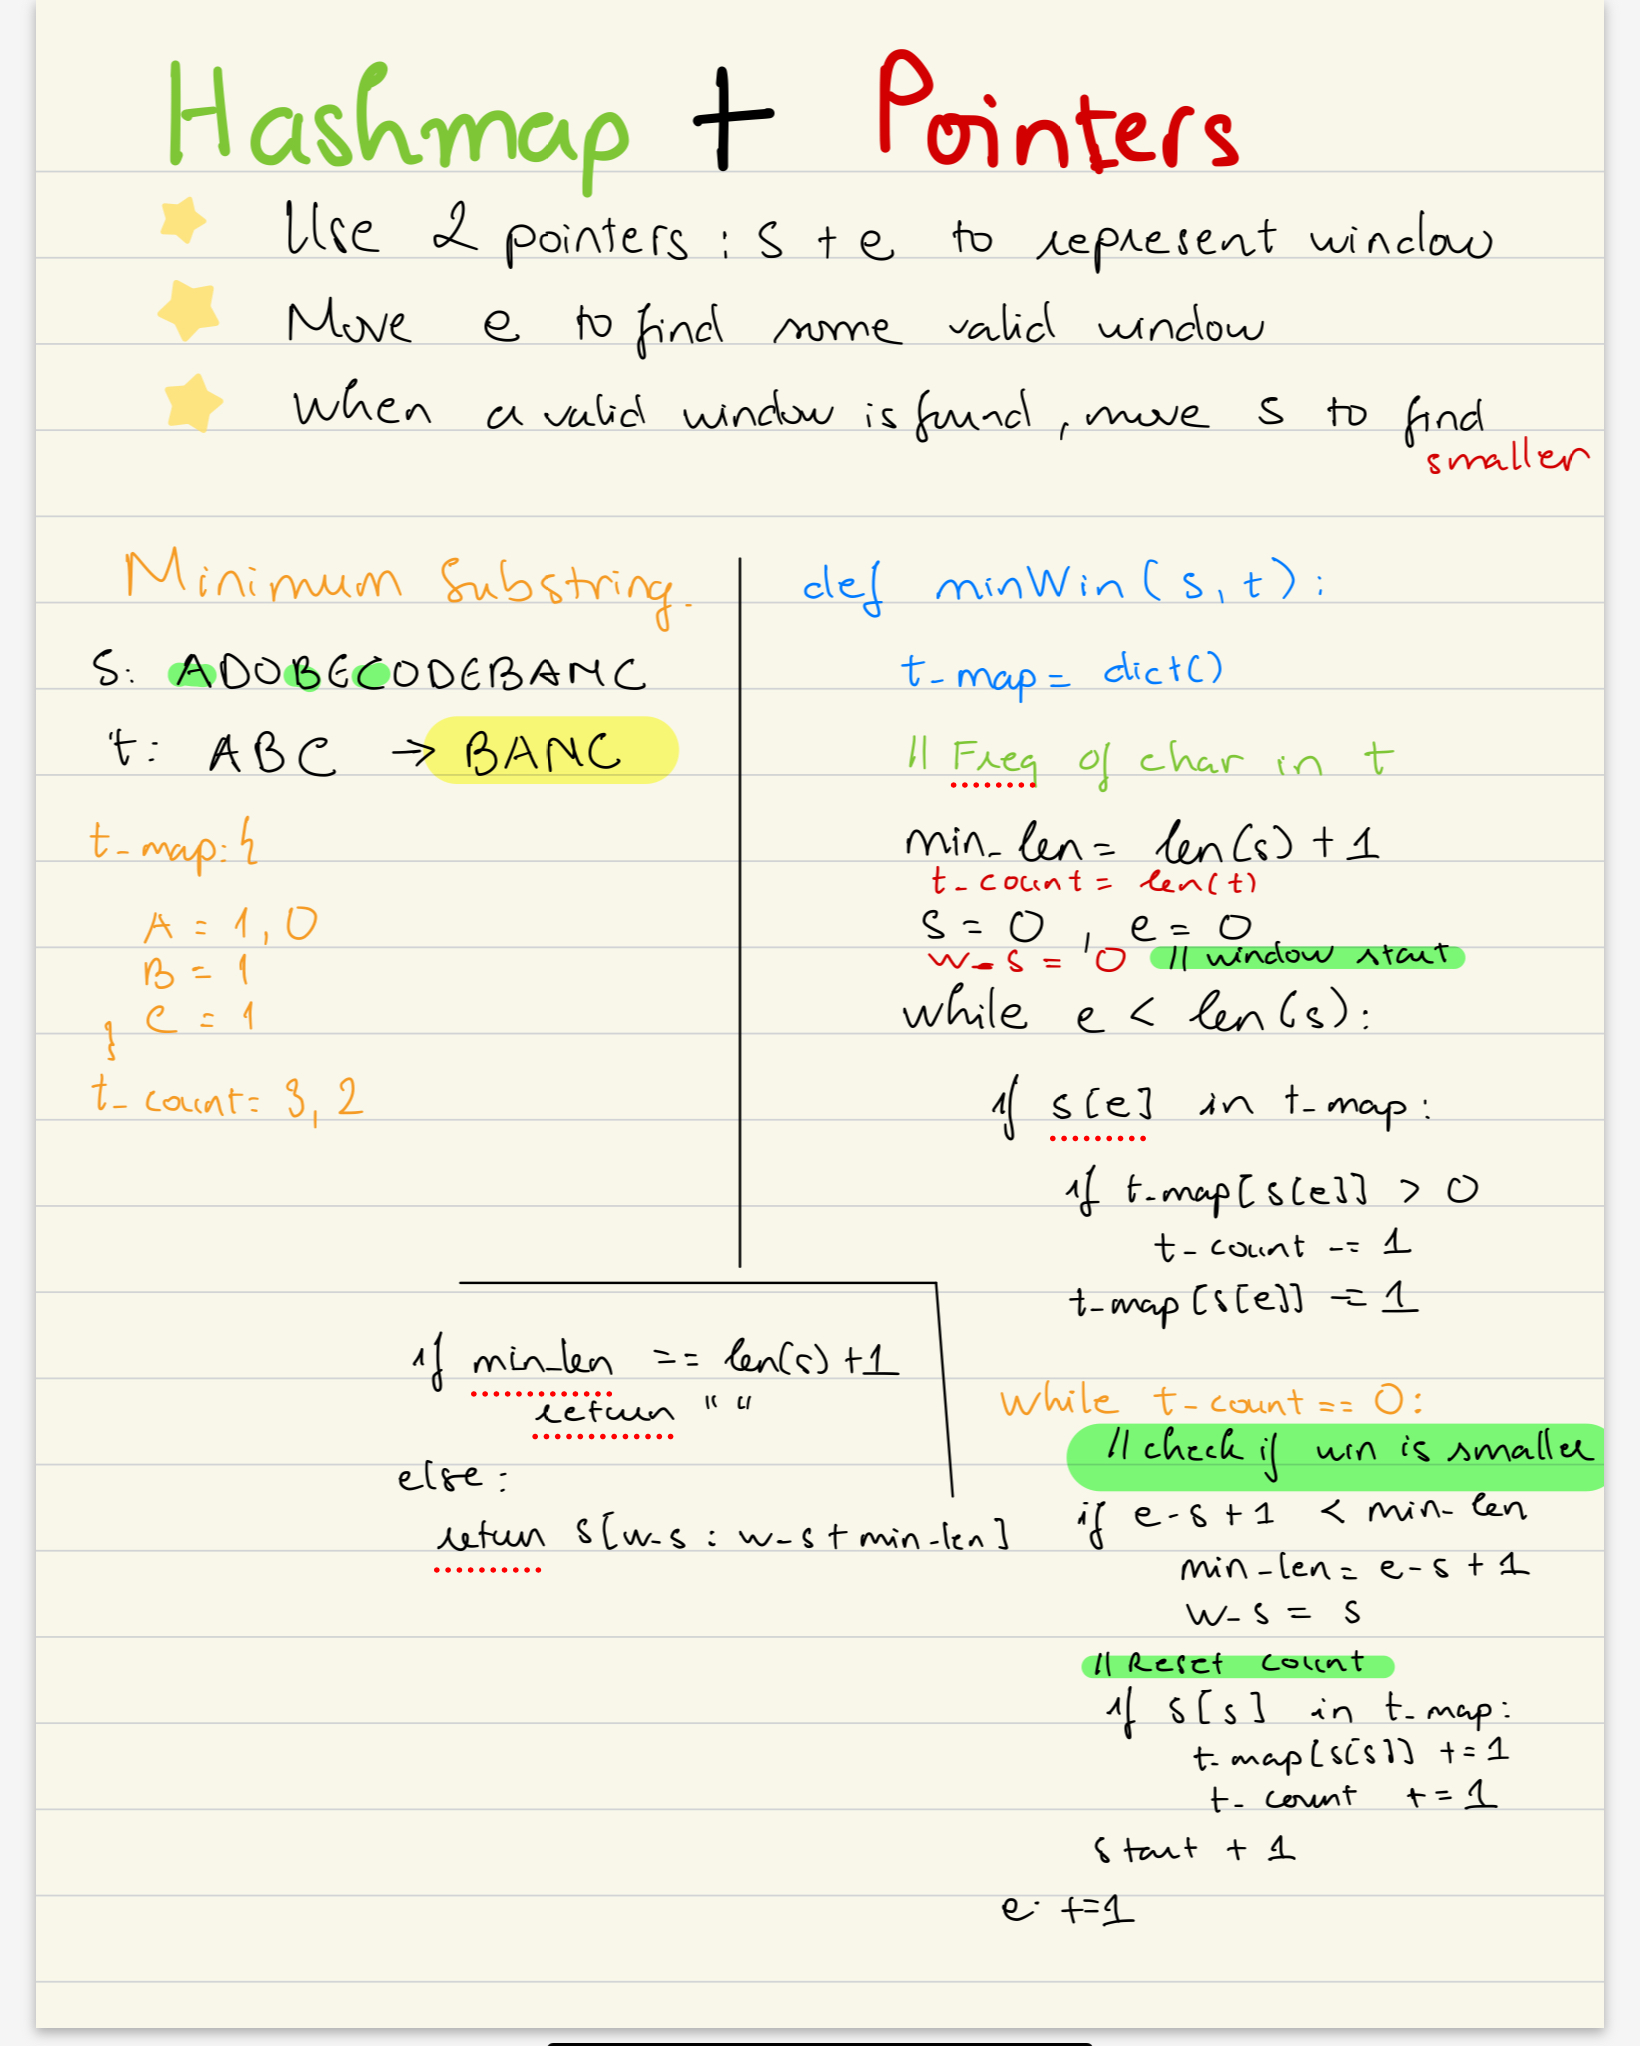 Hashmap + Pointers
Use 2 pointers : s + e to represent window
Move e to find some valid window
When a valid window is found, move s to find
smaller
Minimum Substring.
S: ADOBECODEBANC
t: ABC → BANC
t_map: {
A = 1, 0
B = 1
C = 1
}
t_count = 3, 2
def minWin(s, t):
t_map = dict()
// Freq of char in t
min_len = len(s) + 1
t_count = len(t)
s = 0 , e = 0
w_s = 0 // window start
while e < len(s):
if s[e] in t_map:
if t_map[s[e]] > 0
t_count -= 1
t_map[s[e]] -= 1
while t_count == 0:
// check if win is smaller
if e-s+1 < min_len
min_len = e-s+1
w_s = s
// Reset count
if s[s] in t_map:
t_map[s[s]] += 1
t_count += 1
start + 1
e += 1
if min_len == len(s)+1
return " "
else:
return s[w_s : w_s + min_len]